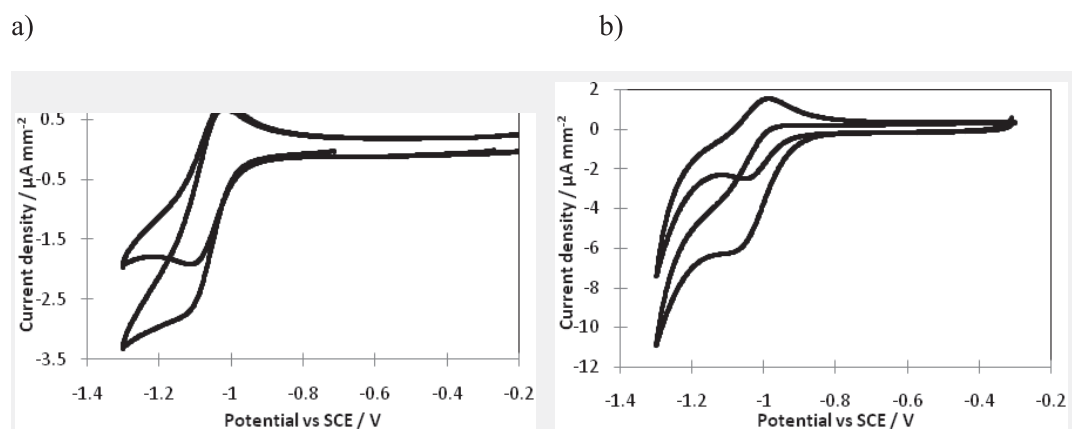 a) b)
Current density / µA mm⁻²
0.5
-0.5
-1.5
-2.5
-3.5
-1.4 -1.2 -1 -0.8 -0.6 -0.4 -0.2
Potential vs SCE / V
Current density / µA mm⁻²
2
0
-2
-4
-6
-8
-10
-12
-1.4 -1.2 -1 -0.8 -0.6 -0.4 -0.2
Potential vs SCE / V